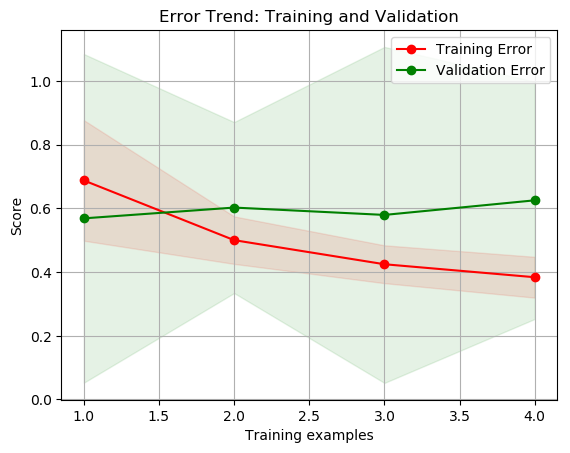 Error Trend: Training and Validation
Training Error
Validation Error
Score
1.0
0.8
0.6
0.4
0.2
0.0
1.0 1.5 2.0 2.5 3.0 3.5 4.0
Training examples